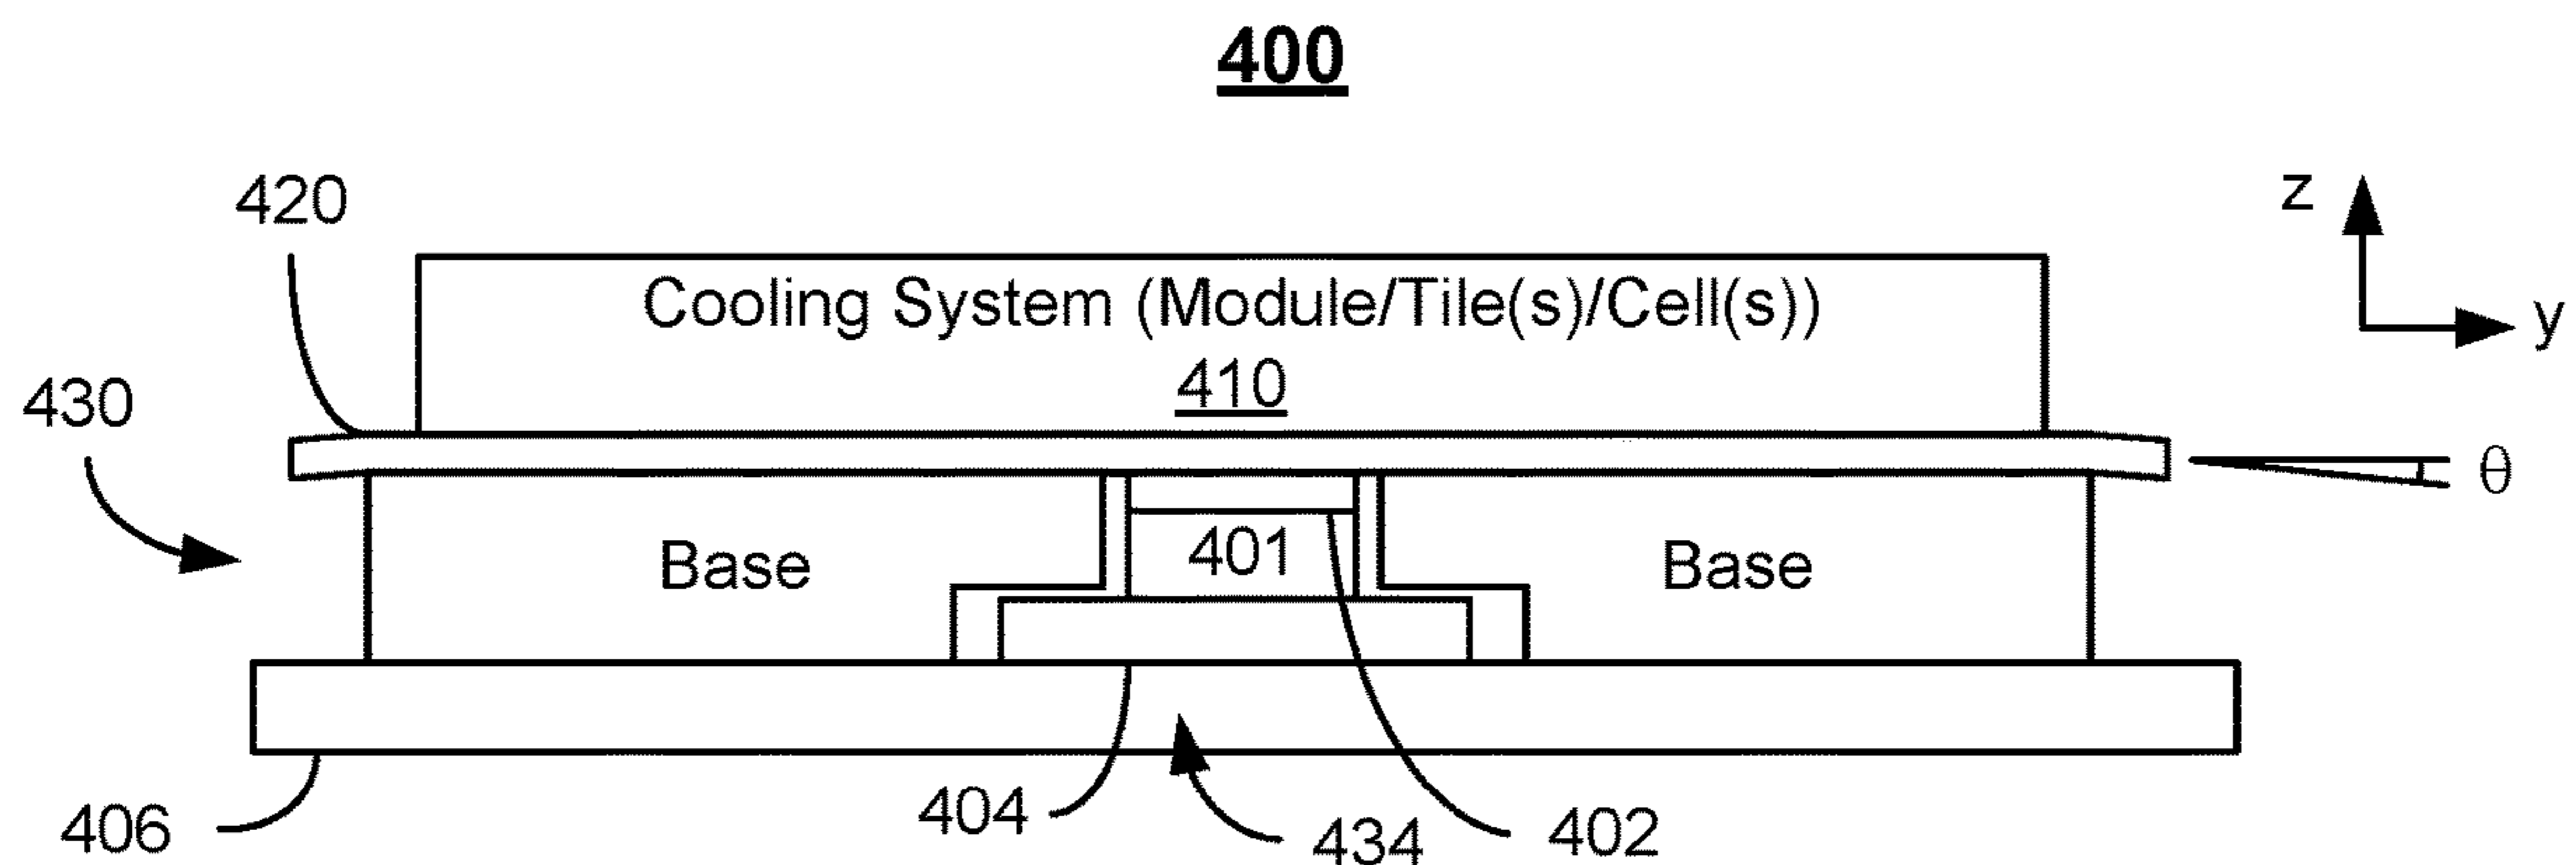 400
z
420
Cooling System (Module/Tile(s)/Cell(s))
y
410
430
θ
Base
401
Base
406
404
434
402